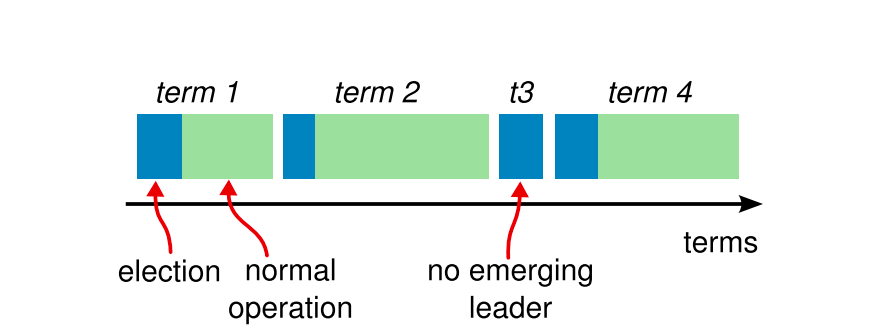 term 1 term 2 t3 term 4
terms
election normal no emerging
operation leader